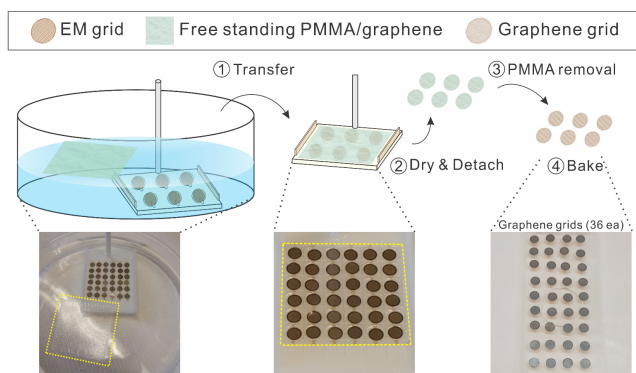 EM grid
Free standing PMMA/graphene
Graphene grid
① Transfer
② Dry & Detach
③ PMMA removal
④ Bake
Graphene grids (36 ea)